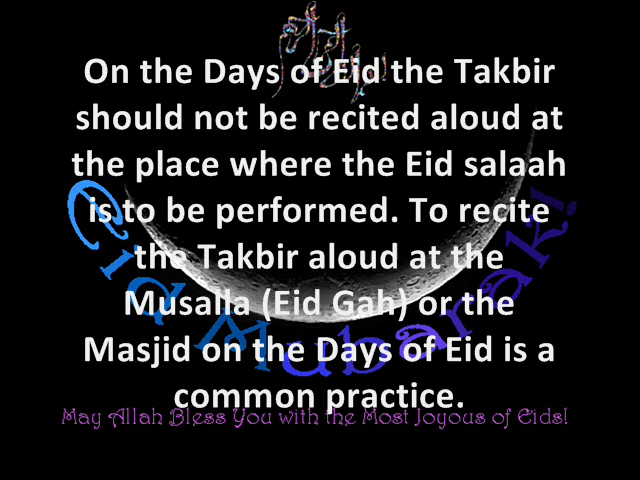 On the Days of Eid the Takbir
should not be recited aloud at
the place where the Eid salaah
is to be performed. To recite
the Takbir aloud at the
Musalla (Eid Gah) or the
Masjid on the Days of Eid is a
common practice.
Eid Mubarak!
May Allah Bless You with the Most Joyous of Eids!